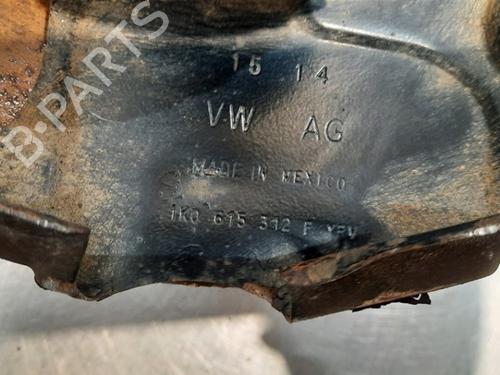 15 14
VW AG
MADE IN MEXICO
1K0 615 312 F
B-PARTS